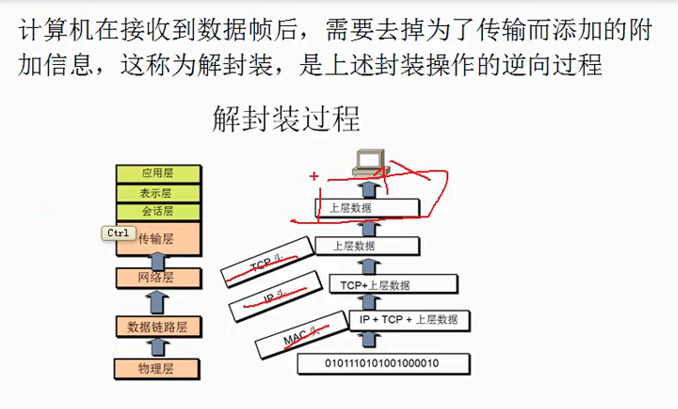 计算机在接收到数据帧后，需要去掉为了传输而添加的附
加信息，这称为解封装，是上述封装操作的逆向过程
解封装过程
应用层
表示层
会话层
Ctrl
传输层
网络层
数据链路层
物理层
上层数据
上层数据
TCP头
TCP+上层数据
IP头
IP + TCP + 上层数据
MAC 头
0101110101001000010